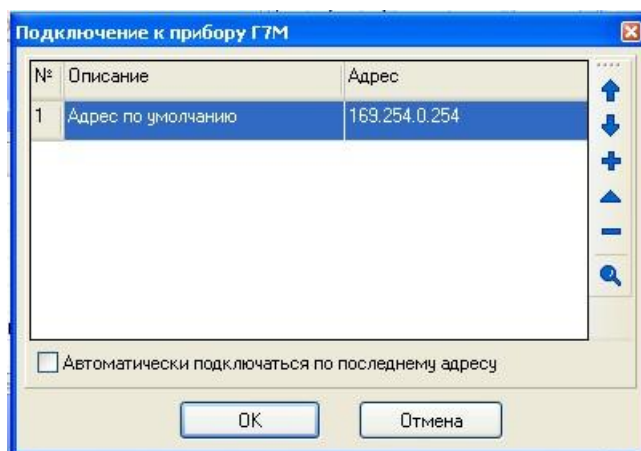 Подключение к прибору Г7М
№ Описание Адрес
1 Адрес по умолчанию 169.254.0.254
Автоматически подключаться по последнему адресу
OK Отмена